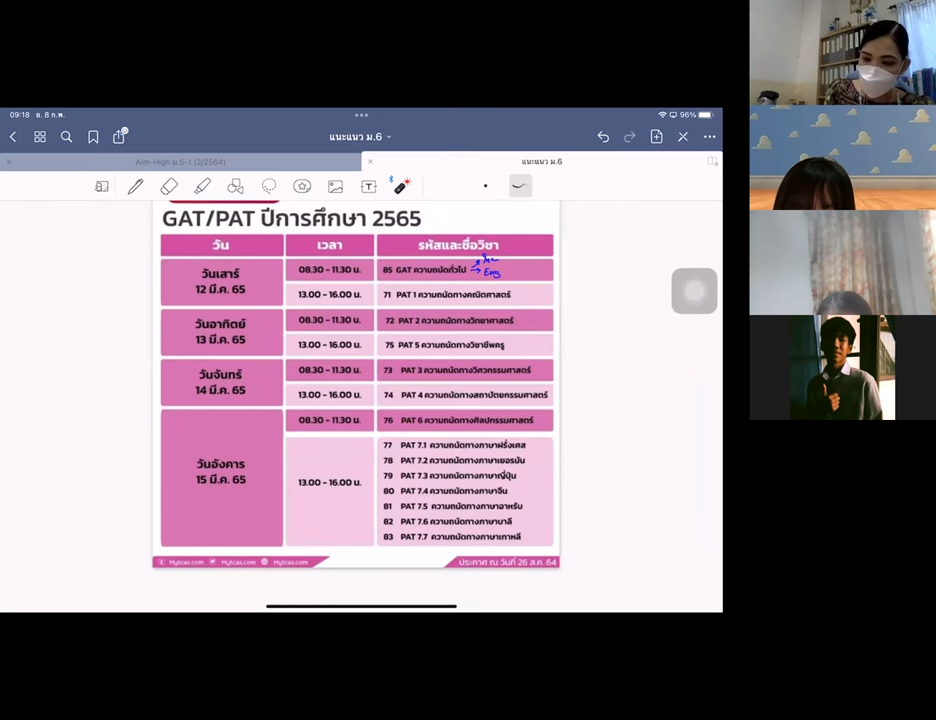 09:18 อ. 8 ก.พ.
96%
แนะแนว ม.6
Aim-High ม.5-1 (2/2564)
แนะแนว ม.6
GAT/PAT ปีการศึกษา 2565
วัน เวลา รหัสและชื่อวิชา
วันเสาร์
12 มี.ค. 65
08.30 - 11.30 น. 85 GAT ความถนัดทั่วไป
Eng
13.00 - 16.00 น. 71 PAT 1 ความถนัดทางคณิตศาสตร์
วันอาทิตย์
13 มี.ค. 65
08.30 - 11.30 น. 72 PAT 2 ความถนัดทางวิทยาศาสตร์
13.00 - 16.00 น. 75 PAT 5 ความถนัดทางวิชาชีพครู
วันจันทร์
14 มี.ค. 65
08.30 - 11.30 น. 73 PAT 3 ความถนัดทางวิศวกรรมศาสตร์
13.00 - 16.00 น. 74 PAT 4 ความถนัดทางสถาปัตยกรรมศาสตร์
วันอังคาร
15 มี.ค. 65
08.30 - 11.30 น. 76 PAT 6 ความถนัดทางศิลปกรรมศาสตร์
13.00 - 16.00 น.
77 PAT 7.1 ความถนัดทางภาษาฝรั่งเศส
78 PAT 7.2 ความถนัดทางภาษาเยอรมัน
79 PAT 7.3 ความถนัดทางภาษาญี่ปุ่น
80 PAT 7.4 ความถนัดทางภาษาจีน
81 PAT 7.5 ความถนัดทางภาษาอาหรับ
82 PAT 7.6 ความถนัดทางภาษาบาลี
83 PAT 7.7 ความถนัดทางภาษาเกาหลี
Mytcas.com Mytcas.com Mytcas.com
ประกาศ ณ วันที่ 26 ส.ค. 64